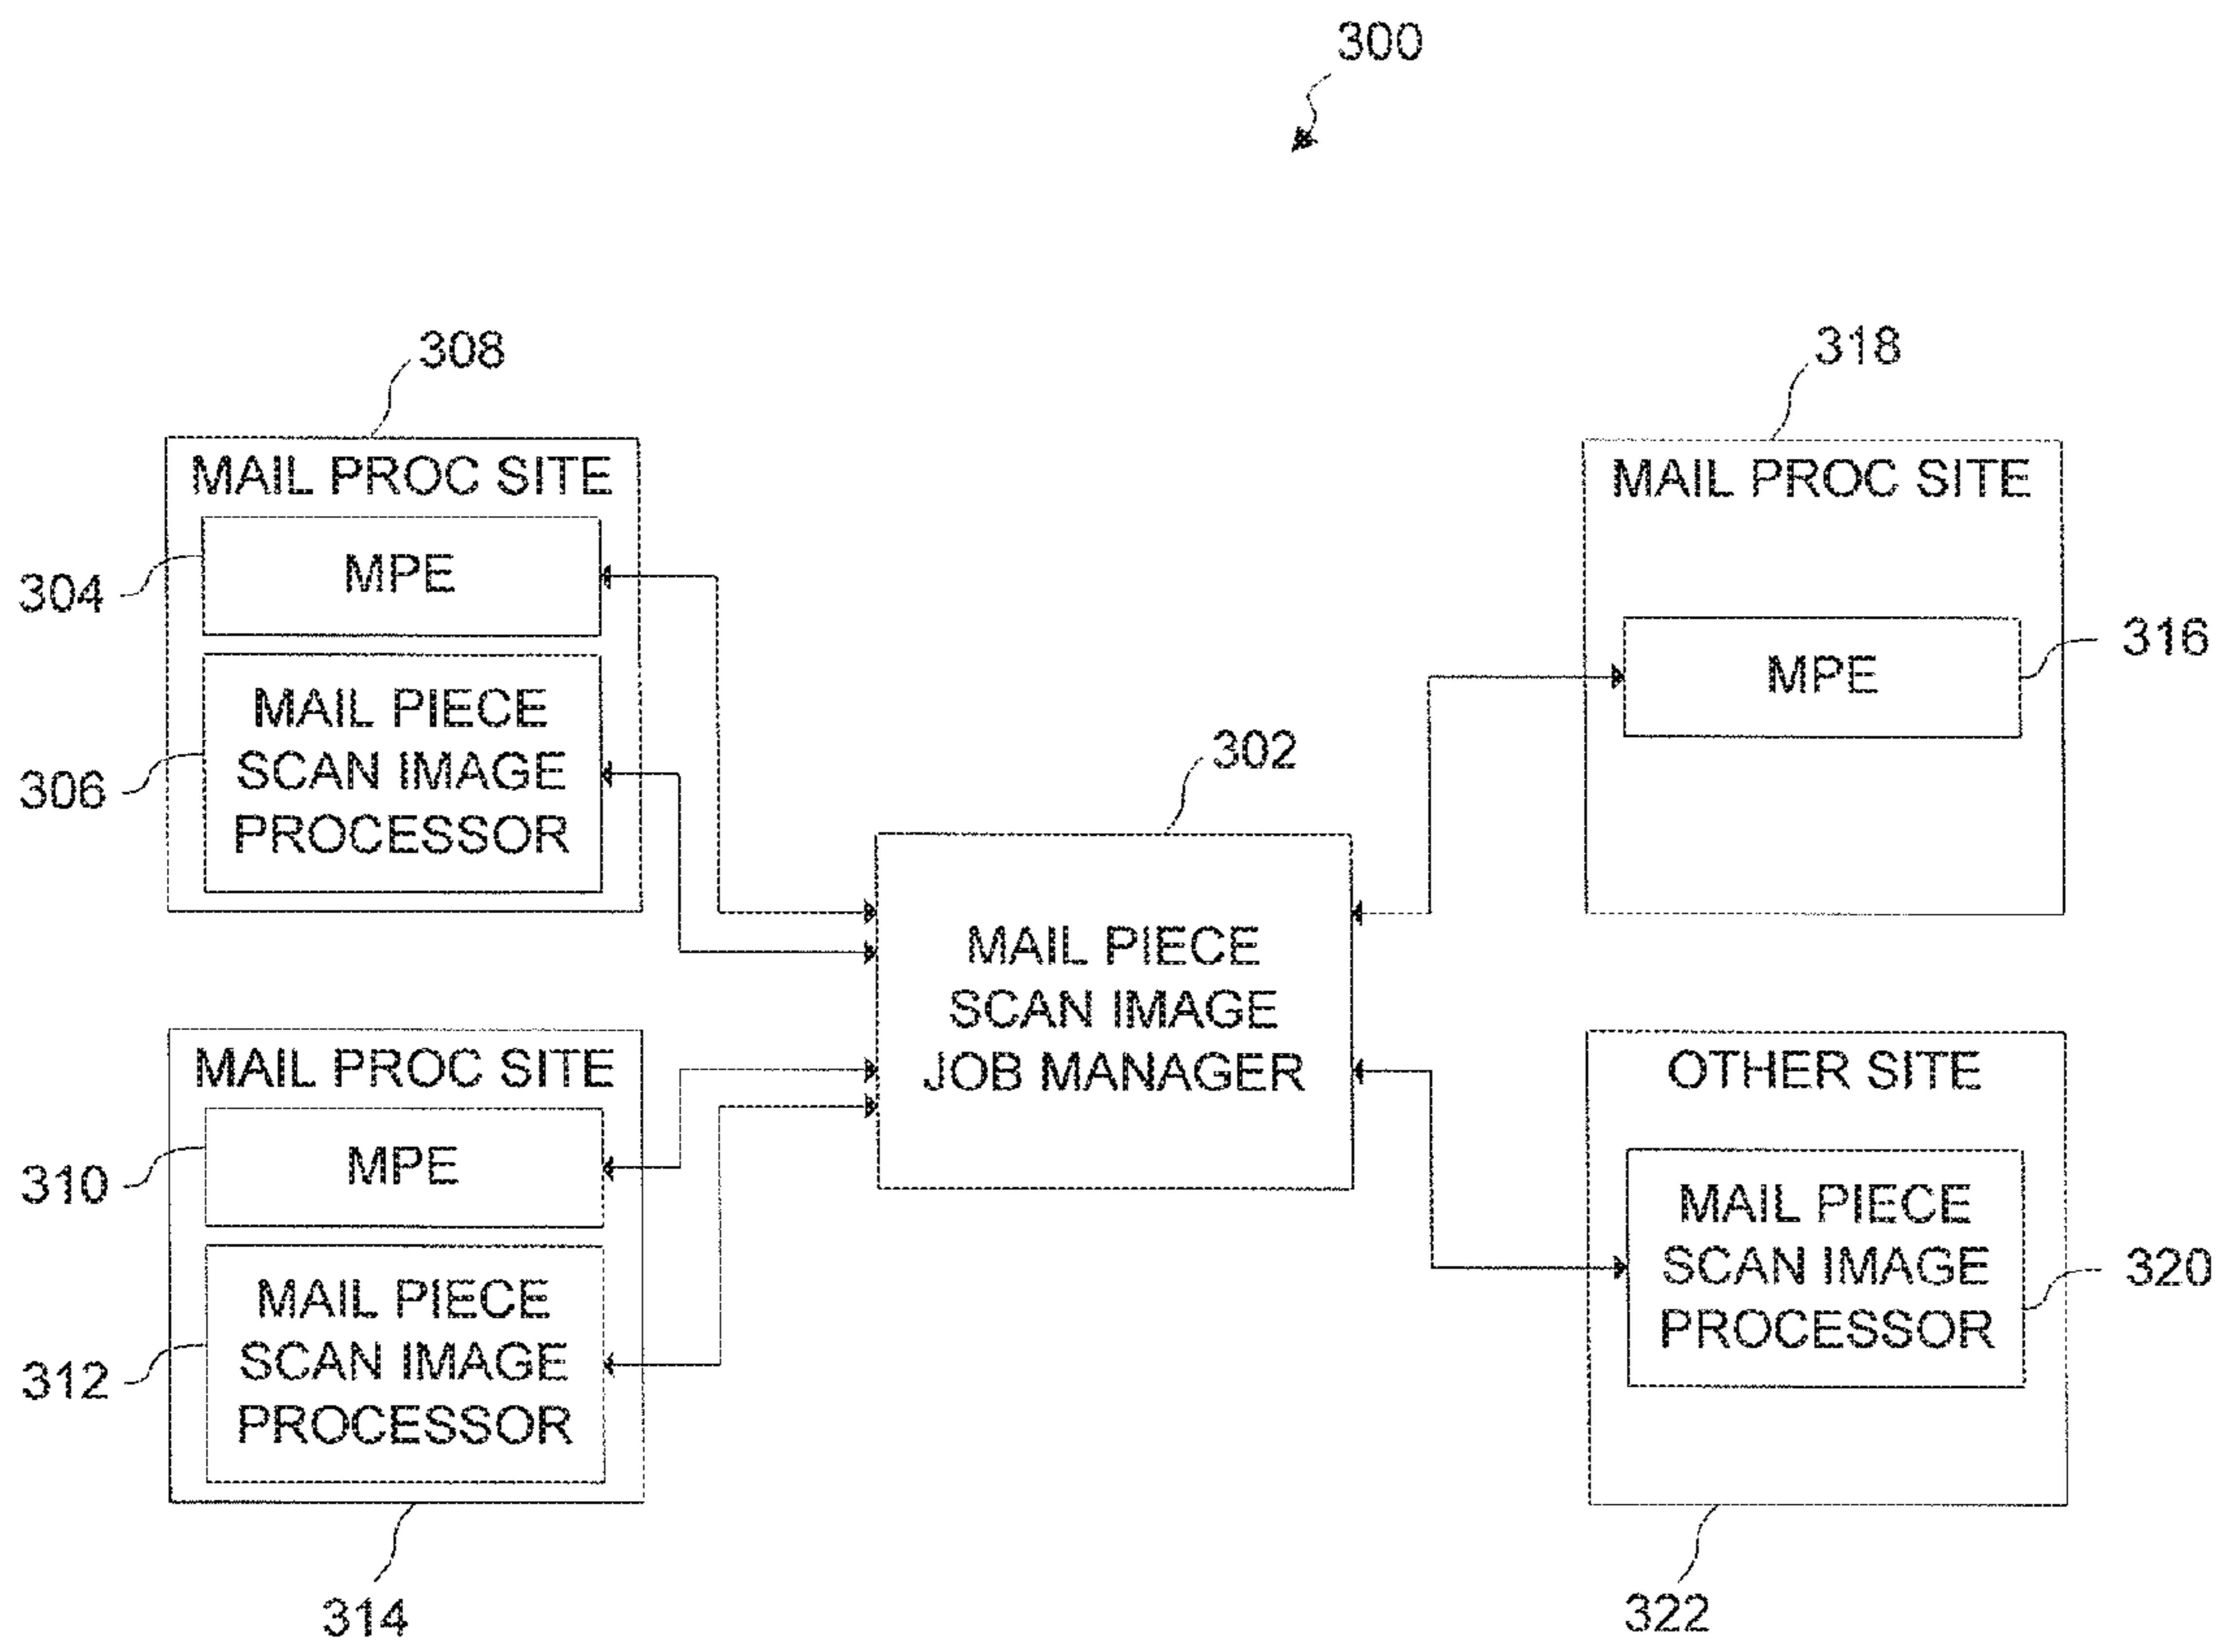 300
308
MAIL PROC SITE
304
MPE
306
MAIL PIECE
SCAN IMAGE
PROCESSOR
314
MAIL PROC SITE
310
MPE
312
MAIL PIECE
SCAN IMAGE
PROCESSOR
302
MAIL PIECE
SCAN IMAGE
JOB MANAGER
318
MAIL PROC SITE
316
MPE
OTHER SITE
320
MAIL PIECE
SCAN IMAGE
PROCESSOR
322